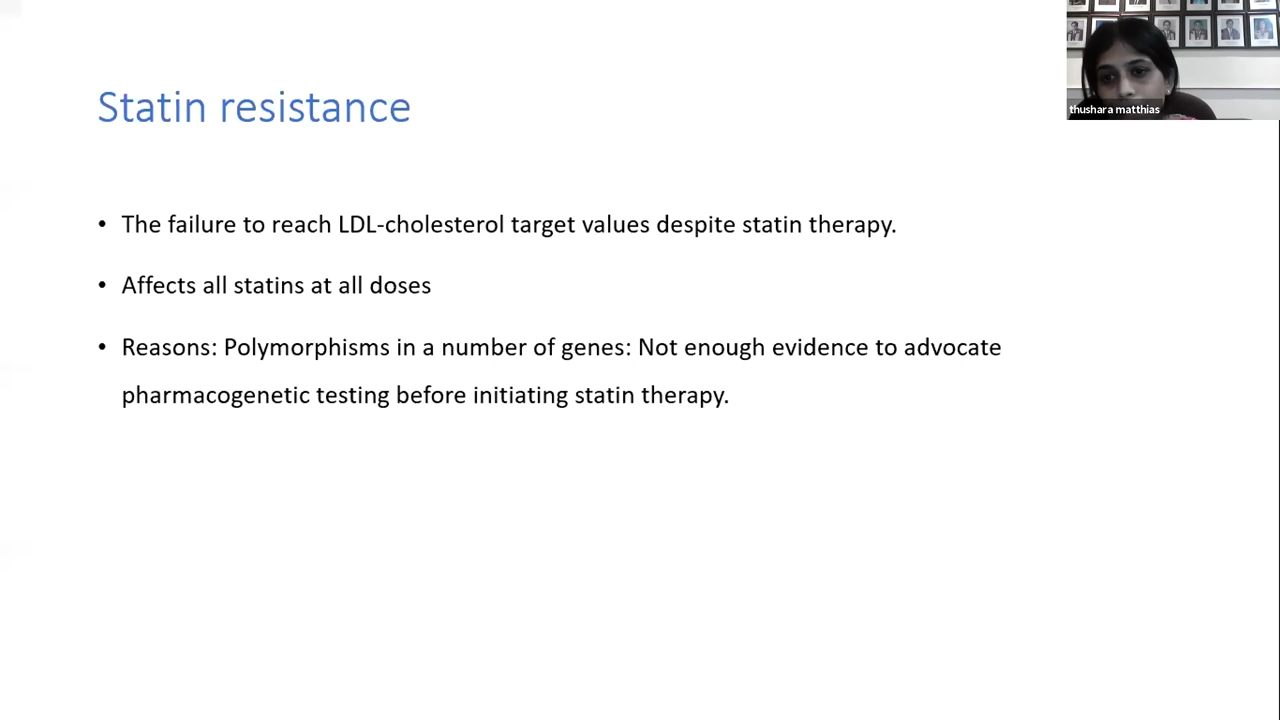 Statin resistance
thushara matthias
• The failure to reach LDL-cholesterol target values despite statin therapy.
• Affects all statins at all doses
• Reasons: Polymorphisms in a number of genes: Not enough evidence to advocate
pharmacogenetic testing before initiating statin therapy.